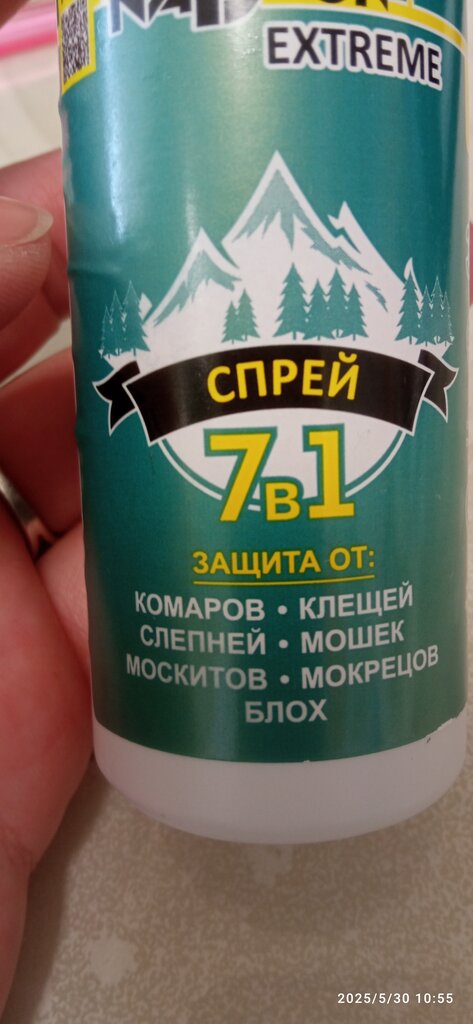 EXTREME
СПРЕЙ
7в1
ЗАЩИТА ОТ:
КОМАРОВ • КЛЕЩЕЙ
СЛЕПНЕЙ • МОШЕК
МОСКИТОВ • МОКРЕЦОВ
БЛОХ
2025/5/30 10:55